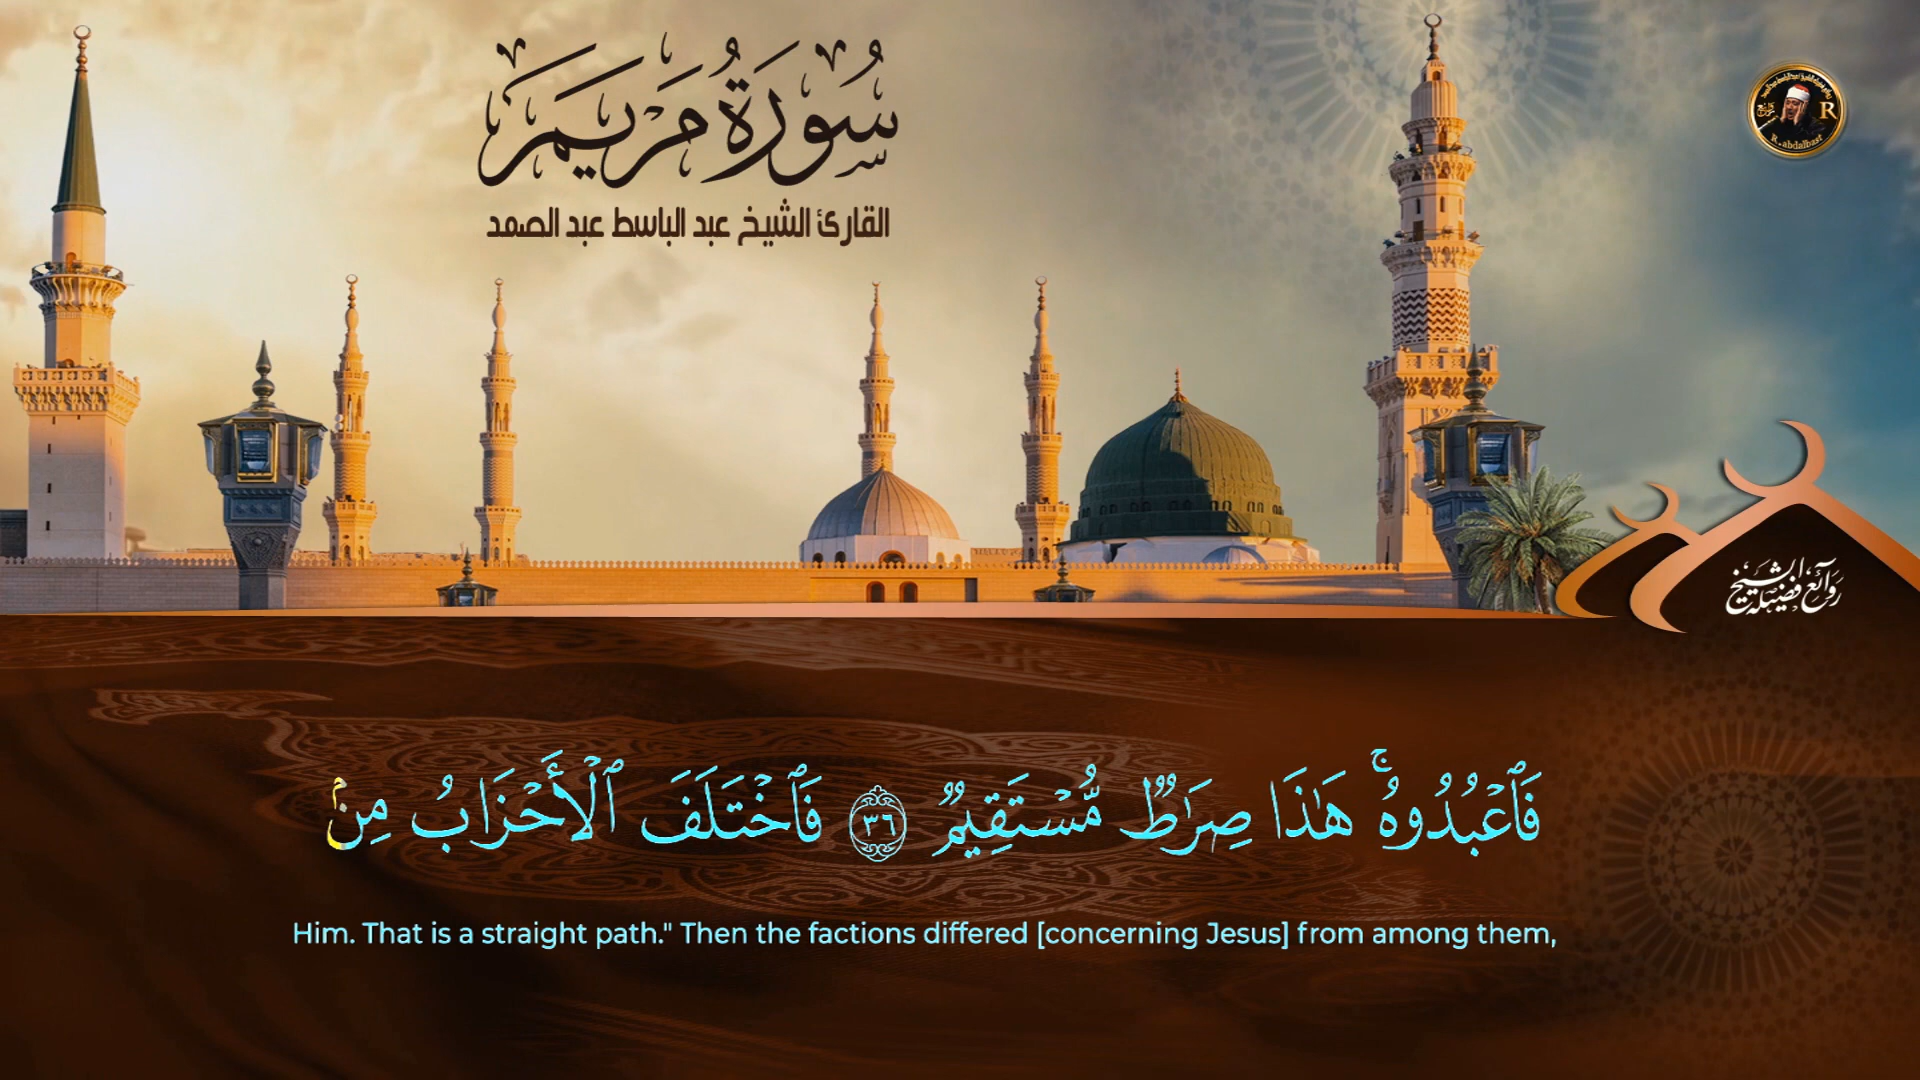 سُورَةُ مَرْيَم
القارئ الشيخ عبد الباسط عبد الصمد
R
R . abdalbast
روائع فضيلة الشيخ
فَٱعْبُدُوهُ ۚ هَٰذَا صِرَٰطٌ مُّسْتَقِيمٌ ٣٦ فَٱخْتَلَفَ ٱلْأَحْزَابُ مِنۢ
Him. That is a straight path." Then the factions differed [concerning Jesus] from among them,